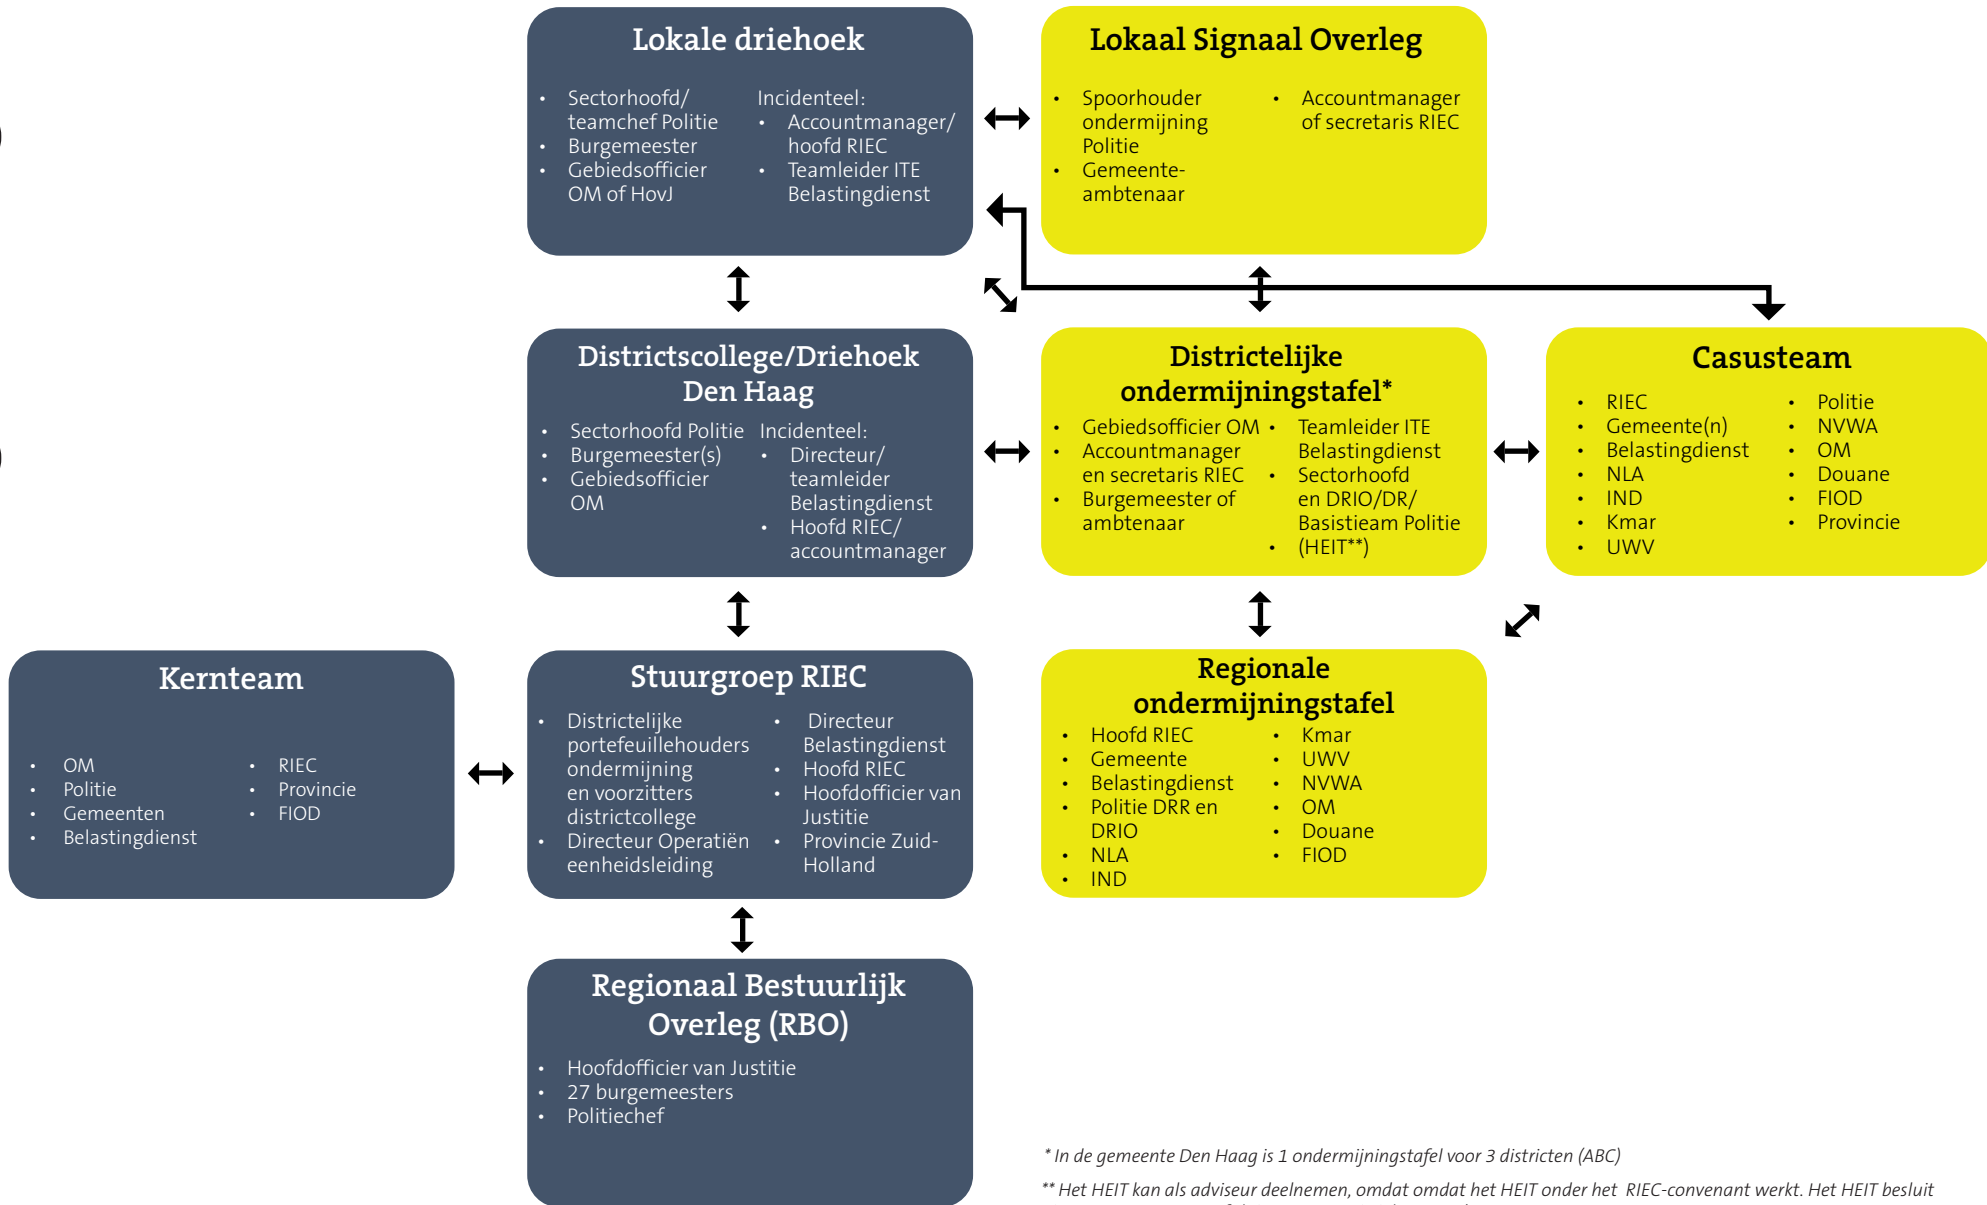 Lokale driehoek
• Sectorhoofd/
teamchef Politie
• Burgemeester
• Gebiedsofficier
OM of HovJ
Incidenteel:
• Accountmanager/
hoofd RIEC
• Teamleider ITE
Belastingdienst
Lokaal Signaal Overleg
• Spoorhouder
ondermijning
Politie
• Gemeente-
ambtenaar
• Accountmanager
of secretaris RIEC
Districtscollege/Driehoek
Den Haag
• Sectorhoofd Politie
• Burgemeester(s)
• Gebiedsofficier
OM
Incidenteel:
• Directeur/
teamleider
Belastingdienst
• Hoofd RIEC/
accountmanager
Districtelijke
ondermijningstafel*
• Gebiedsofficier OM
• Accountmanager
en secretaris RIEC
• Burgemeester of
ambtenaar
• Teamleider ITE
Belastingdienst
• Sectorhoofd
en DRIO/DR/
Basistieam Politie
• (HEIT**)
Casusteam
• RIEC
• Gemeente(n)
• Belastingdienst
• NLA
• IND
• Kmar
• UWV
• Politie
• NVWA
• OM
• Douane
• FIOD
• Provincie
Kernteam
• OM
• Politie
• Gemeenten
• Belastingdienst
• RIEC
• Provincie
• FIOD
Stuurgroep RIEC
• Districtelijke
portefeuillehouders
ondermijning
en voorzitters
districtcollege
• Directeur Operatiën
eenheidsleiding
• Directeur
Belastingdienst
• Hoofd RIEC
• Hoofdofficier van
Justitie
• Provincie Zuid-
Holland
Regionale
ondermijningstafel
• Hoofd RIEC
• Gemeente
• Belastingdienst
• Politie DRR en
DRIO
• NLA
• IND
• Kmar
• UWV
• NVWA
• OM
• Douane
• FIOD
Regionaal Bestuurlijk
Overleg (RBO)
• Hoofdofficier van Justitie
• 27 burgemeesters
• Politiechef
* In de gemeente Den Haag is 1 ondermijningstafel voor 3 districten (ABC)
** Het HEIT kan als adviseur deelnemen, omdat omdat het HEIT onder het RIEC-convenant werkt. Het HEIT besluit